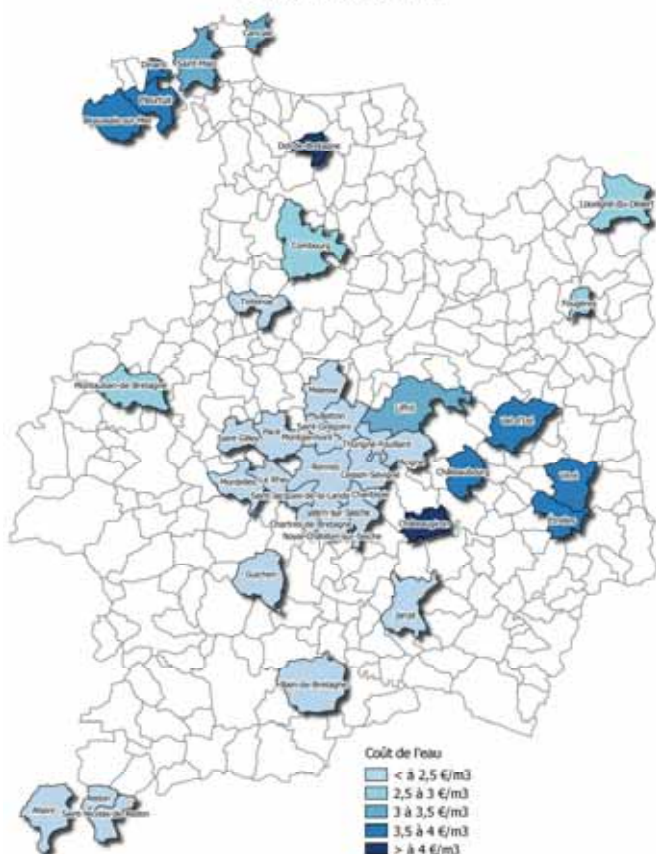 Cancale
Saint-Malo
Dinard
Pleurtuit
Beaussais-sur-Mer
Dol-de-Bretagne
Louvigné-du-Désert
Combourg
Tinténiac
Fougères
Montauban-de-Bretagne
Melesse
Liffré
Val-d'Izé
Saint-Grégoire
Pacé
Saint-Gilles
Montgermont
Thorigné-Fouillard
Rennes
Cesson-Sévigné
Châteaubourg
Vitré
Le Rheu
Mordelles
Chantepie
Saint-Jacques-de-la-Lande
Vern-sur-Seiche
Châteaugiron
Etrelles
Chartres de Bretagne
Noyal-Châtillon-sur-Seiche
Guichen
Janzé
Bain-de-Bretagne
Coût de l'eau
< à 2,5 €/m3
2,5 à 3 €/m3
3 à 3,5 €/m3
3,5 à 4 €/m3
> à 4 €/m3
Redon
Allaire
Saint-Nicolas-de-Redon